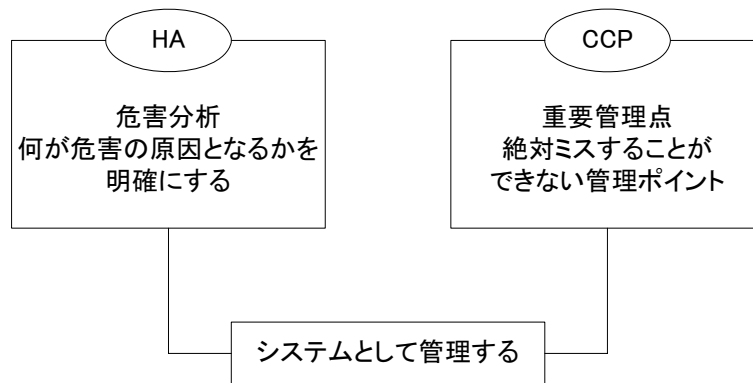 HA
危害分析
何が危害の原因となるかを
明確にする
CCP
重要管理点
絶対ミスすることが
できない管理ポイント
システムとして管理する